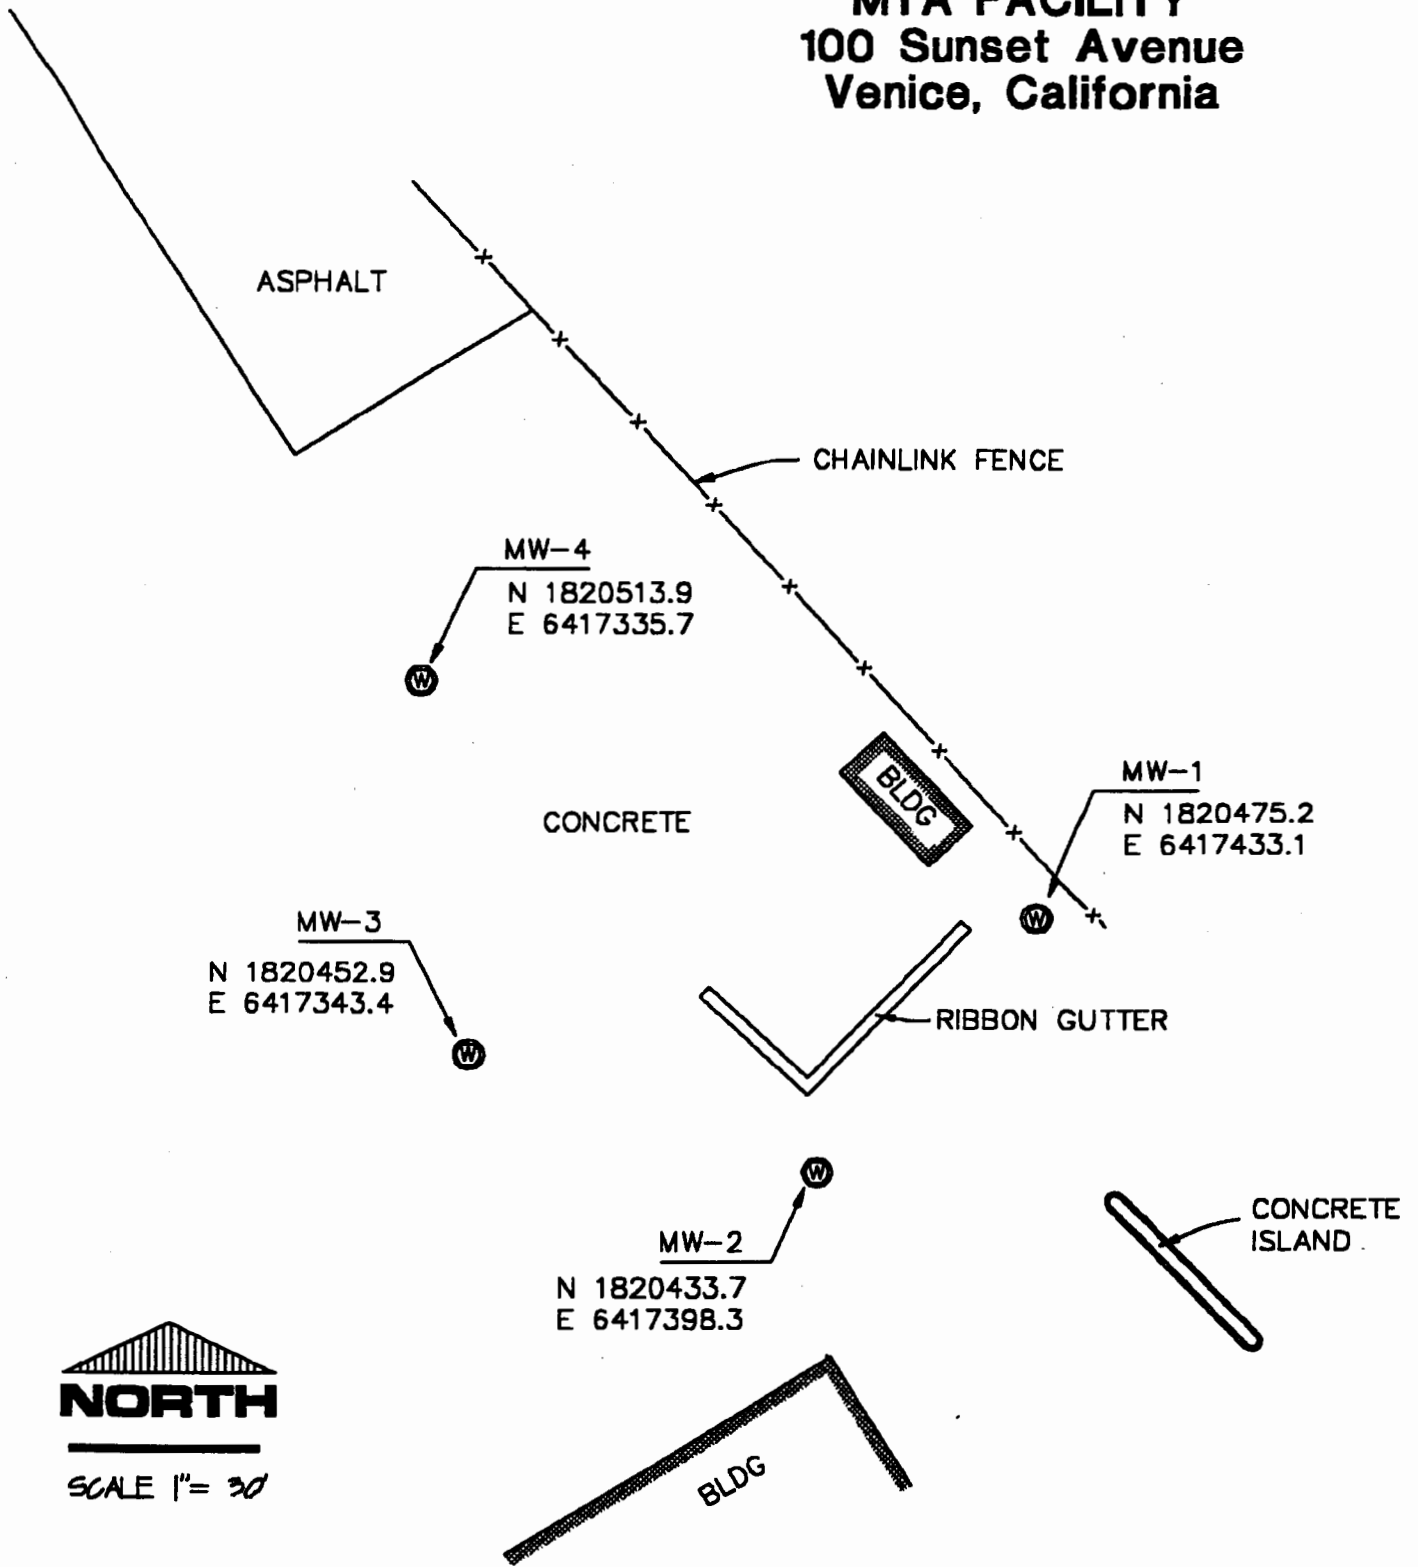 MTA FACILITY
100 Sunset Avenue
Venice, California
ASPHALT
CHAINLINK FENCE
MW-4
N 1820513.9
E 6417335.7
BLDG
MW-1
N 1820475.2
E 6417433.1
CONCRETE
MW-3
N 1820452.9
E 6417343.4
RIBBON GUTTER
CONCRETE
ISLAND
MW-2
N 1820433.7
E 6417398.3
NORTH
SCALE 1"= 30'
BLDG
W
W
W
W